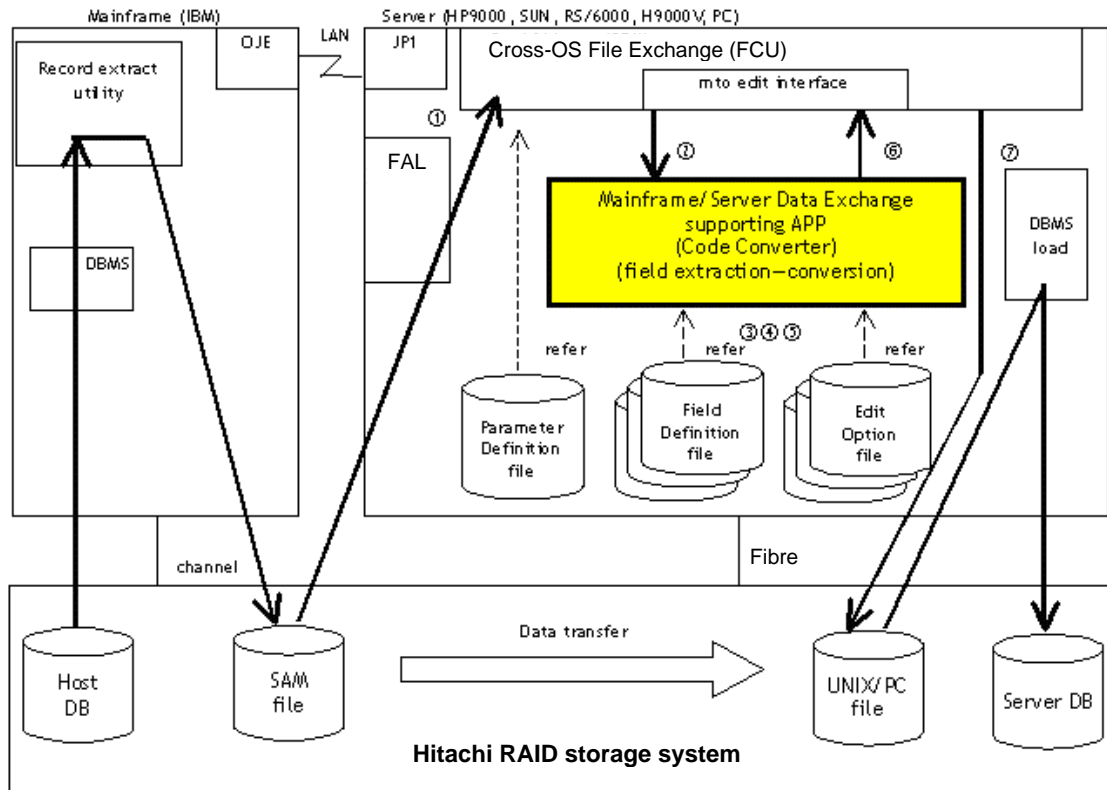 Mainframe (IBM)
Server (HP9000 , SUN , RS/6000 , H9000V, PC)
OJE
LAN
JP1
Cross-OS File Exchange (FCU)
mto edit interface
Record extract
utility
①
FAL
②
⑥
⑦
Mainframe/ Server Data Exchange
supporting APP
(Code Converter)
(field extraction—conversion)
DBMS
DBMS
load
③ ④ ⑤
refer
refer
refer
Parameter
Definition
file
Field
Definition
file
Edit
Option
file
channel
Fibre
Host
DB
SAM
file
Data transfer
UNIX/ PC
file
Server DB
Hitachi RAID storage system